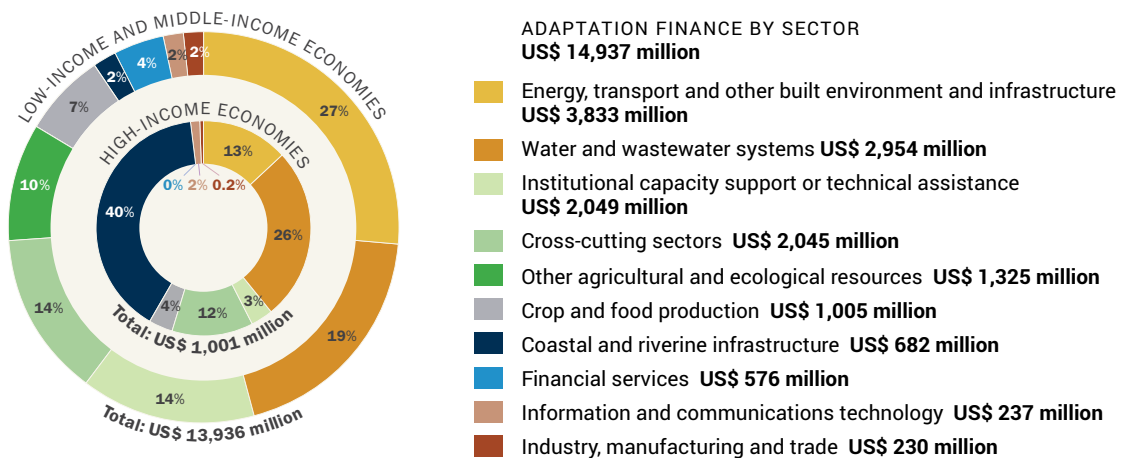 LOW-INCOME AND MIDDLE-INCOME ECONOMIES
27%
19%
14%
14%
10%
7%
2%
4%
2%
2%
Total: US$ 13,936 million
HIGH-INCOME ECONOMIES
13%
26%
3%
12%
4%
40%
0% 2% 0.2%
Total: US$ 1,001 million
ADAPTATION FINANCE BY SECTOR
US$ 14,937 million
Energy, transport and other built environment and infrastructure
US$ 3,833 million
Water and wastewater systems US$ 2,954 million
Institutional capacity support or technical assistance
US$ 2,049 million
Cross-cutting sectors US$ 2,045 million
Other agricultural and ecological resources US$ 1,325 million
Crop and food production US$ 1,005 million
Coastal and riverine infrastructure US$ 682 million
Financial services US$ 576 million
Information and communications technology US$ 237 million
Industry, manufacturing and trade US$ 230 million